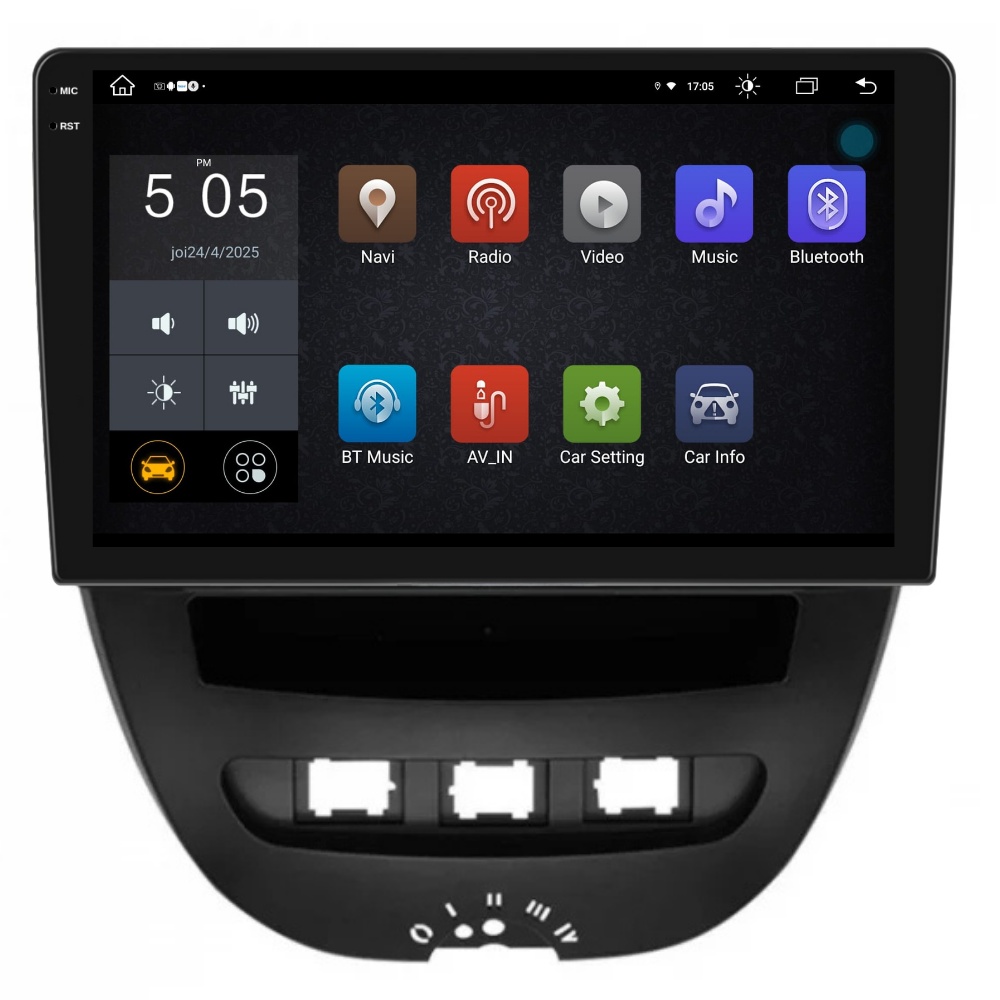 MIC
RST
17:05
PM
5 05
joi24/4/2025
Navi
Radio
Video
Music
Bluetooth
BT Music
AV_IN
Car Setting
Car Info
O I II III IV